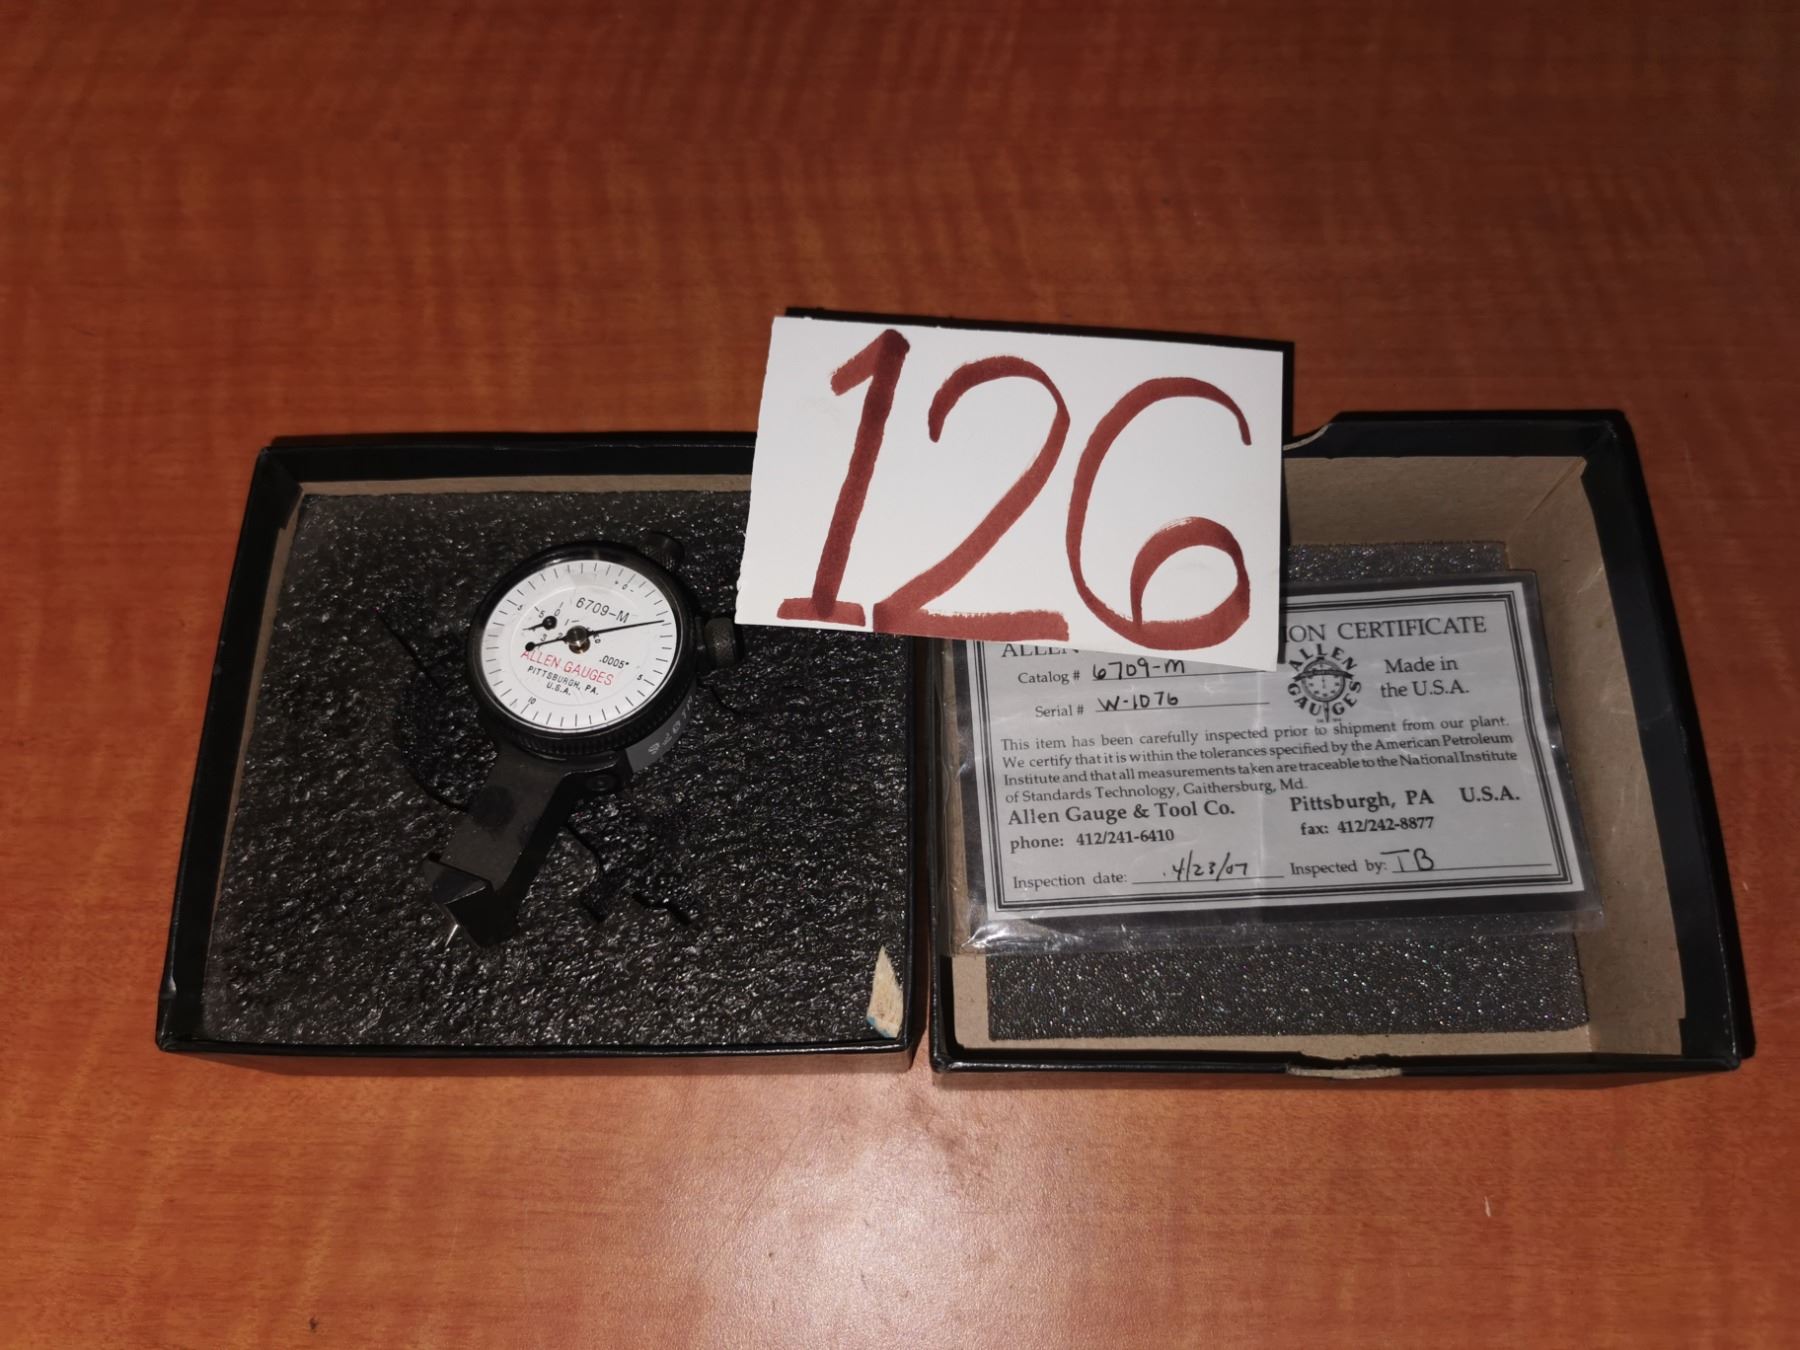 126
6709-M
.0005"
ALLEN GAUGES
PITTSBURGH, PA.
U.S.A.
ION CERTIFICATE
ALLEN
Catalog # 6709-M
Serial # W-1076
ALLEN GAUGES
Made in
the U.S.A.
This item has been carefully inspected prior to shipment from our plant.
We certify that it is within the tolerances specified by the American Petroleum
Institute and that all measurements taken are traceable to the National Institute
of Standards Technology, Gaithersburg, Md.
Allen Gauge & Tool Co. Pittsburgh, PA U.S.A.
phone: 412/241-6410 fax: 412/242-8877
Inspection date: 4/23/07 Inspected by: TB